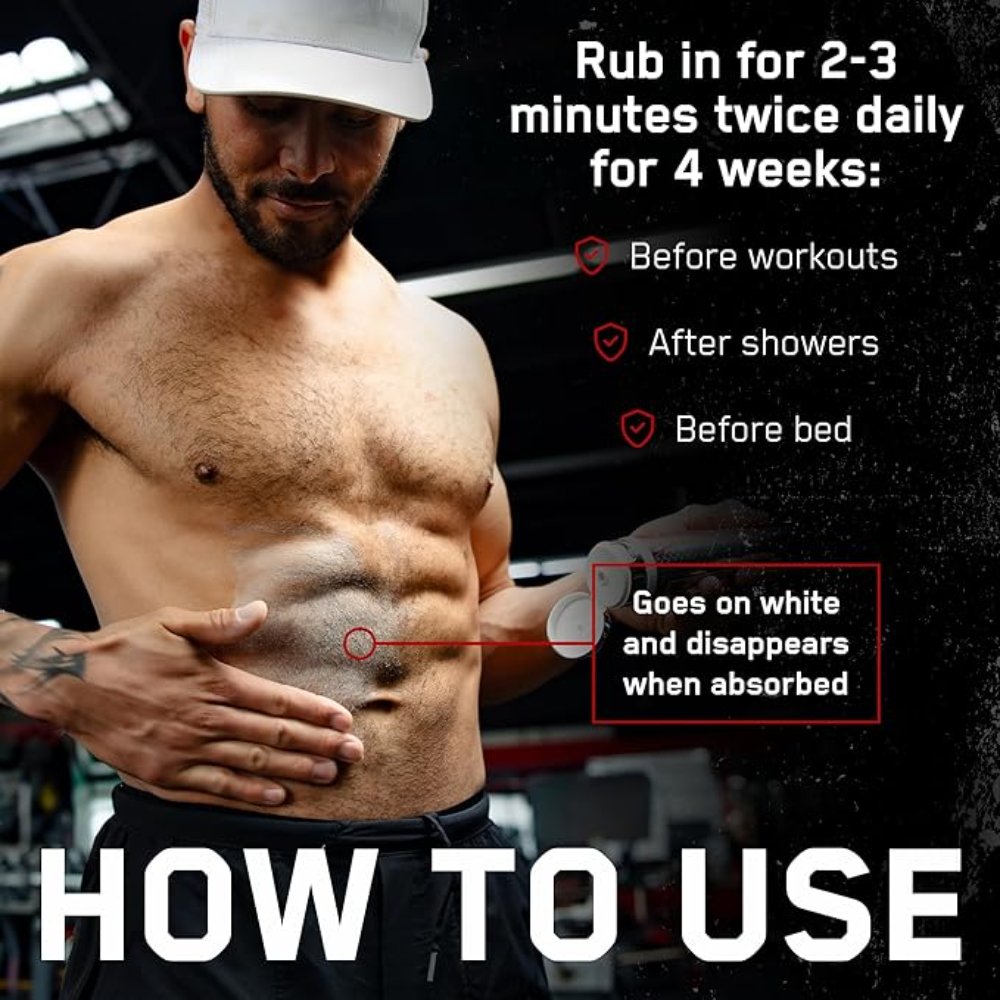 Rub in for 2-3
minutes twice daily
for 4 weeks:
Before workouts
After showers
Before bed
Goes on white
and disappears
when absorbed
HOW TO USE